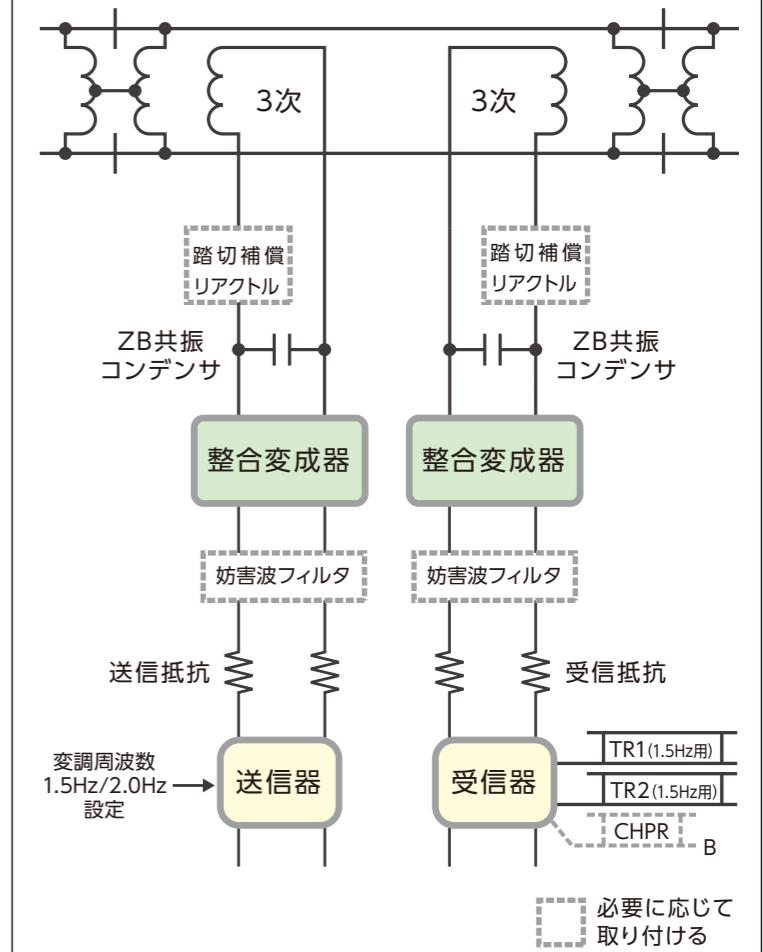 3次
3次
踏切補償
リアクトル
踏切補償
リアクトル
ZB共振
コンデンサ
ZB共振
コンデンサ
整合変成器
整合変成器
妨害波フィルタ
妨害波フィルタ
送信抵抗
受信抵抗
変調周波数
1.5Hz/2.0Hz
設定
送信器
受信器
TR1(1.5Hz用)
TR2(1.5Hz用)
CHPR
B
必要に応じて
取り付ける